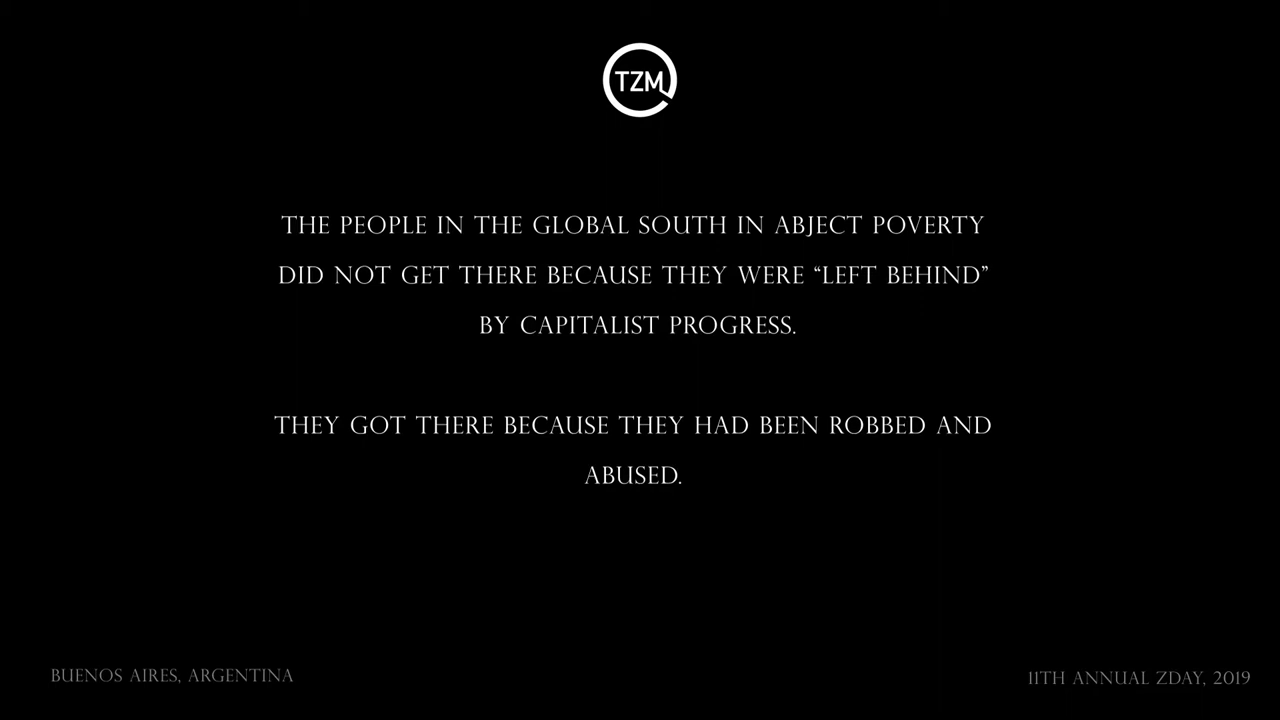 TZM
THE PEOPLE IN THE GLOBAL SOUTH IN ABJECT POVERTY
DID NOT GET THERE BECAUSE THEY WERE “LEFT BEHIND”
BY CAPITALIST PROGRESS.
THEY GOT THERE BECAUSE THEY HAD BEEN ROBBED AND
ABUSED.
BUENOS AIRES, ARGENTINA
11TH ANNUAL ZDAY, 2019